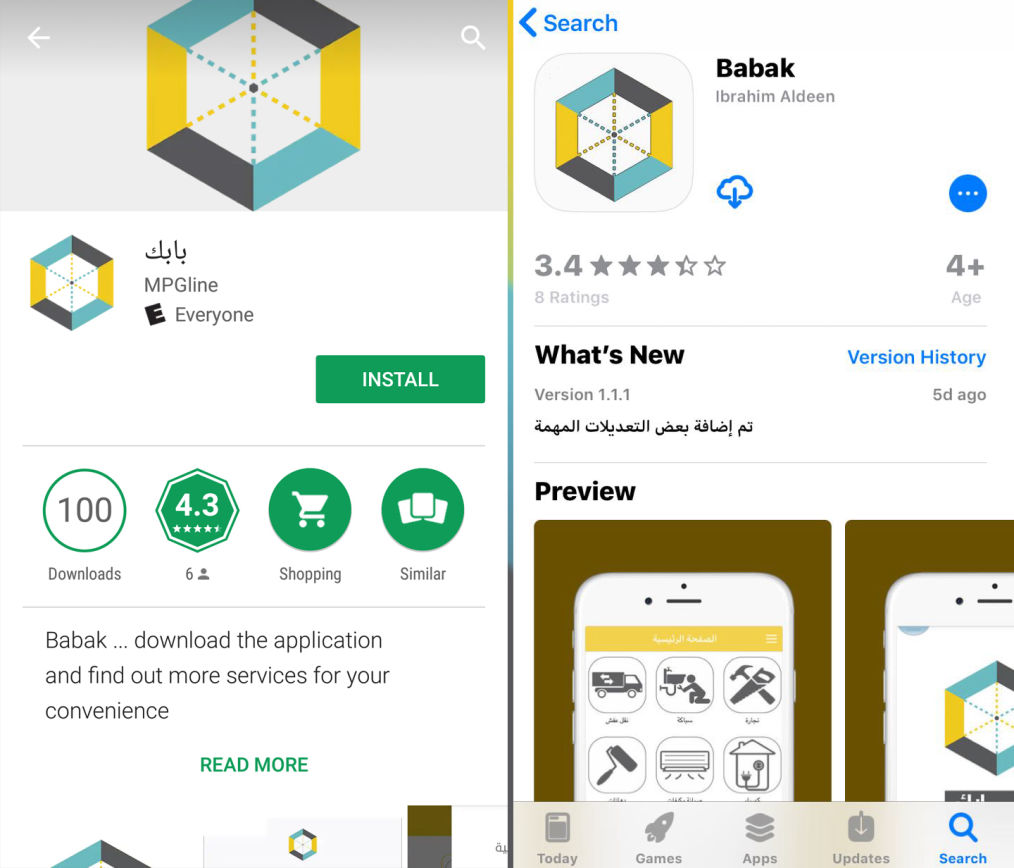 بابك
MPGline
E Everyone
INSTALL
100
Downloads
4.3
6
Shopping
Similar
Babak ... download the application
and find out more services for your
convenience
READ MORE
Search
Babak
Ibrahim Aldeen
3.4
8 Ratings
4+
Age
What's New
Version History
Version 1.1.1
5d ago
تم إضافة بعض التعديلات المهمة
Preview
الصفحة الرئيسية
نقل عفش
سباكة
نجارة
Today
Games
Apps
Updates
Search